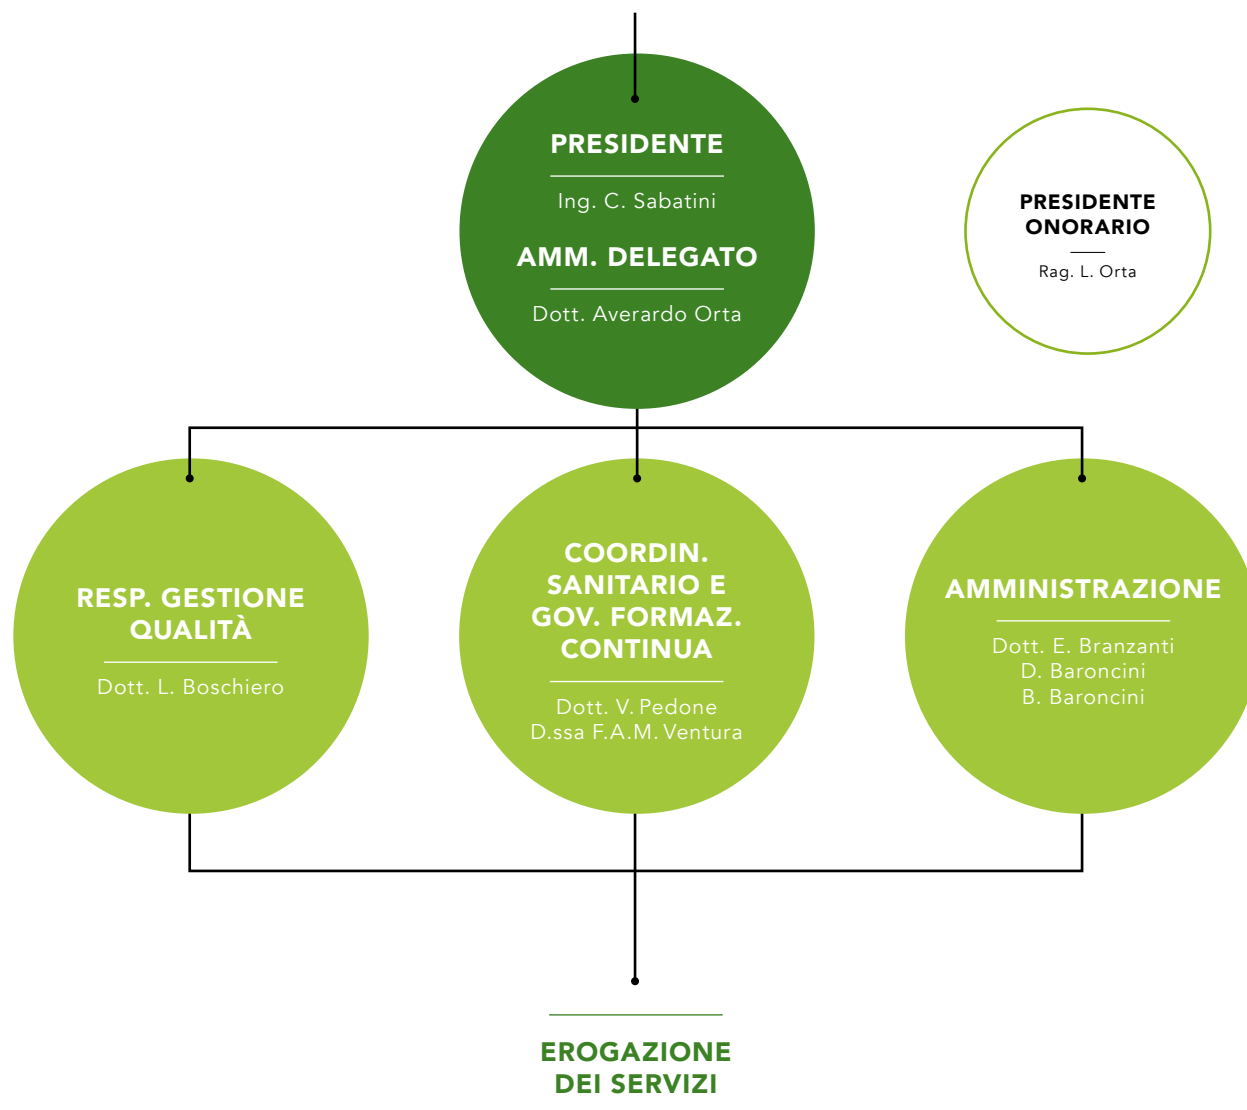 PRESIDENTE
Ing. C. Sabatini
AMM. DELEGATO
Dott. Averardo Orta
PRESIDENTE
ONORARIO
Rag. L. Orta
RESP. GESTIONE
QUALITÀ
Dott. L. Boschiero
COORDIN.
SANITARIO E
GOV. FORMAZ.
CONTINUA
Dott. V. Pedone
D.ssa F.A.M. Ventura
AMMINISTRAZIONE
Dott. E. Branzanti
D. Baroncini
B. Baroncini
EROGAZIONE
DEI SERVIZI